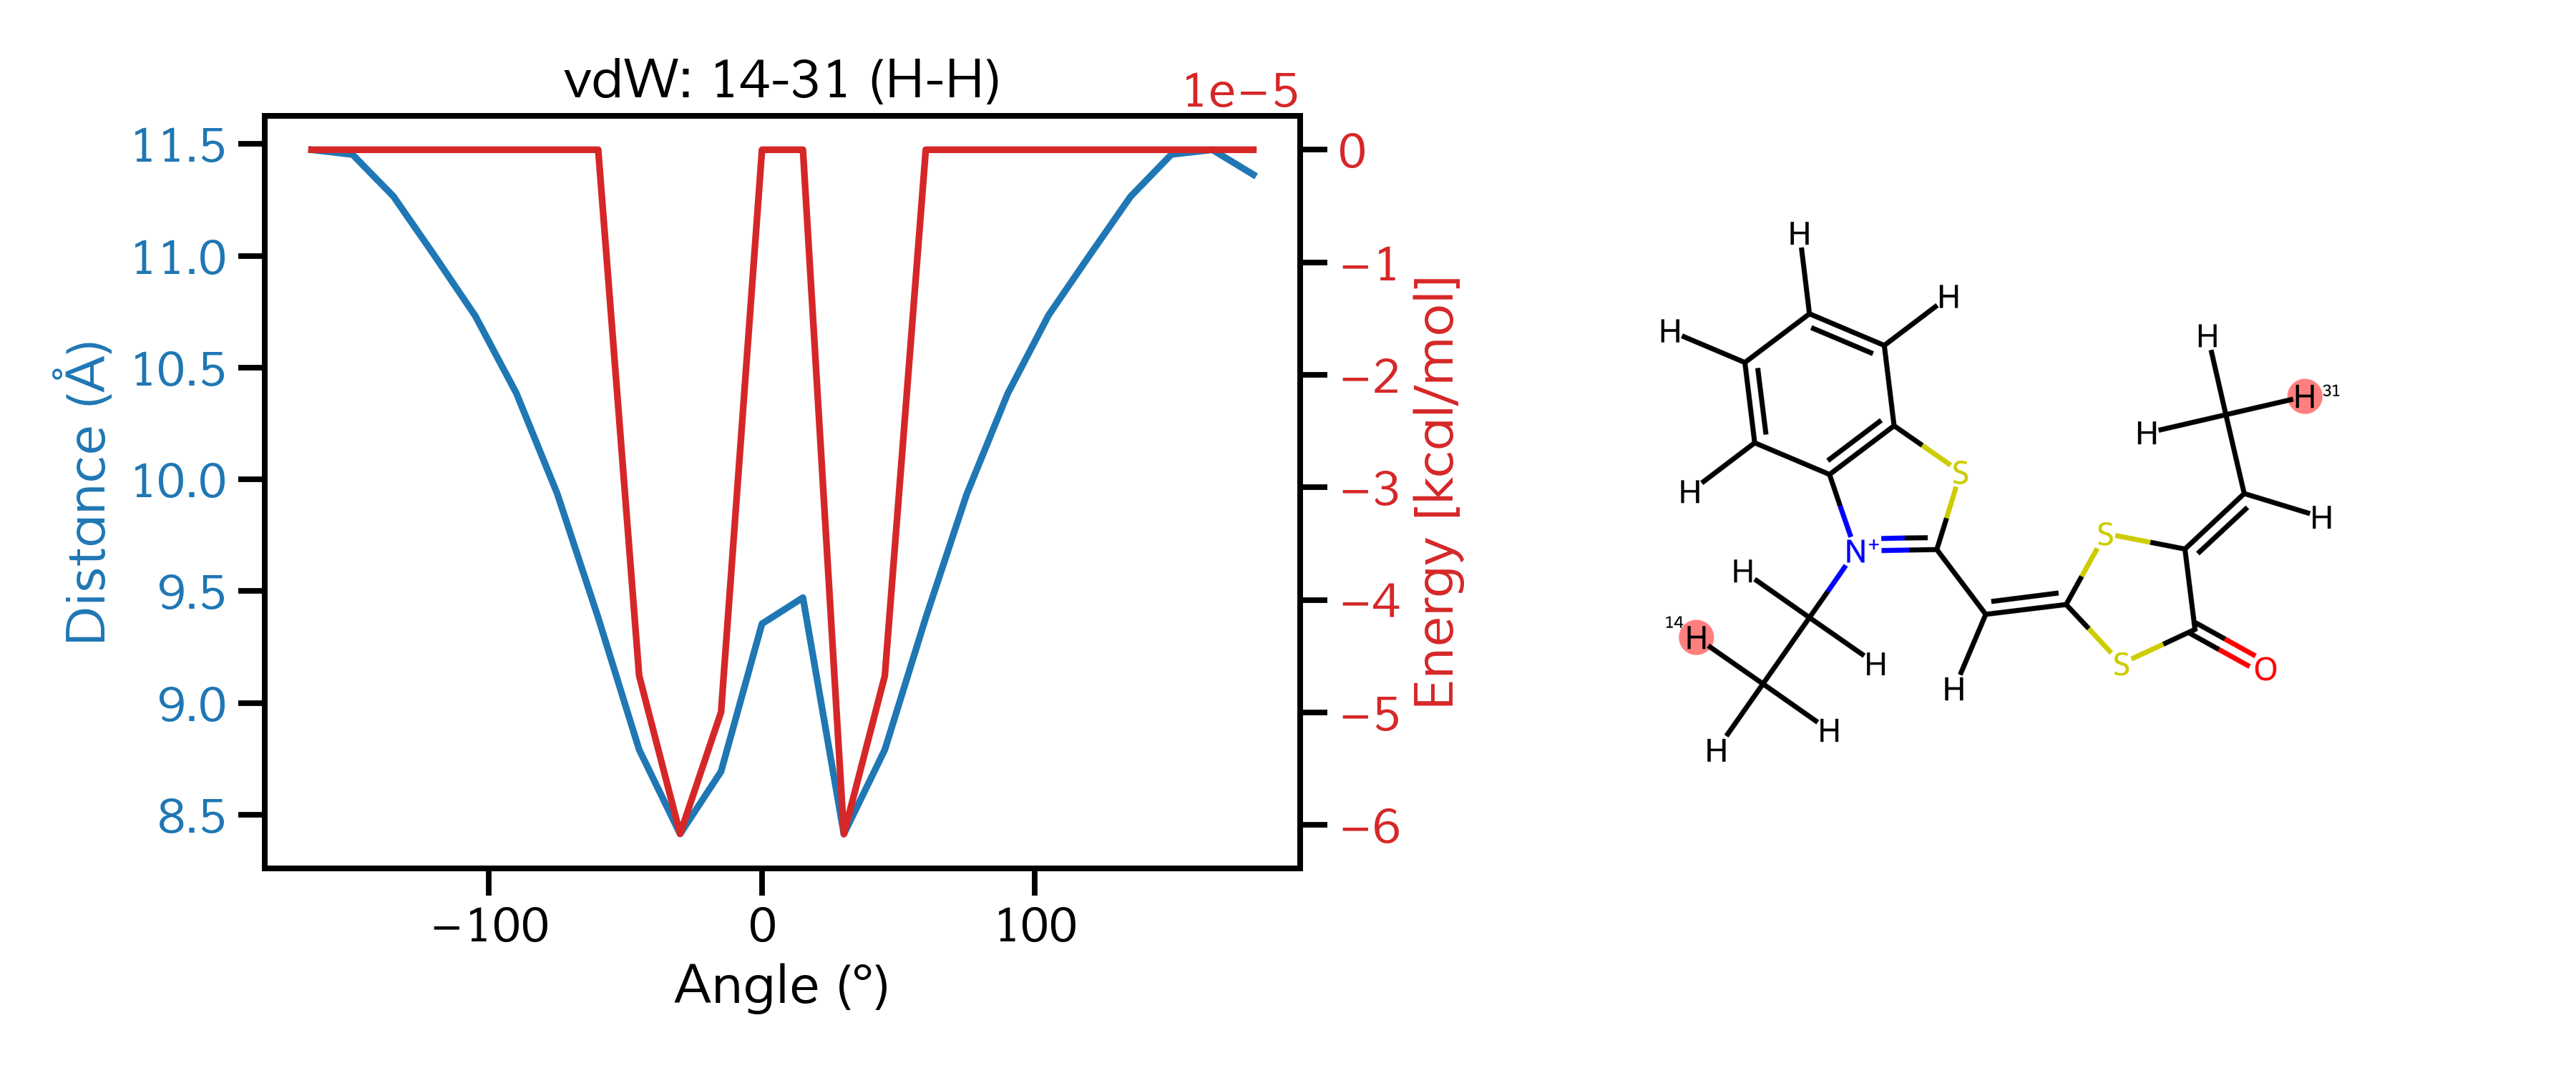 vdW: 14-31 (H-H)
1e−5
Distance (Å)
11.5
11.0
10.5
10.0
9.5
9.0
8.5
0
−1
−2
−3
−4
−5
−6
Energy [kcal/mol]
−100 0 100
Angle (°)
H
H
H
H
H
H 31
H
S
H
H
S
N+
H
14 H
H
S
O
H
H
H